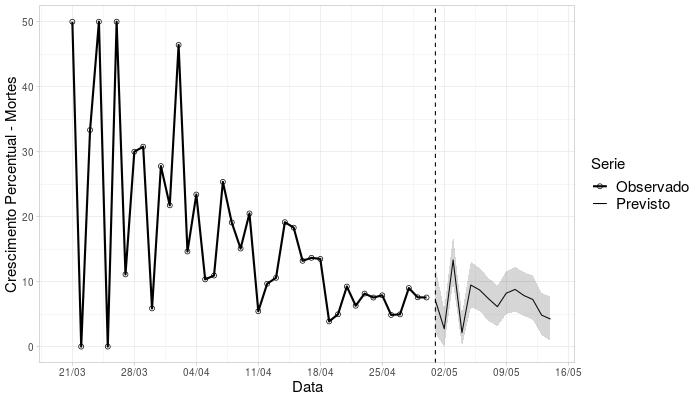 Crescimento Percentual - Mortes
50
40
30
20
10
0
21/03 28/03 04/04 11/04 18/04 25/04 02/05 09/05 16/05
Data
Serie
Observado
Previsto